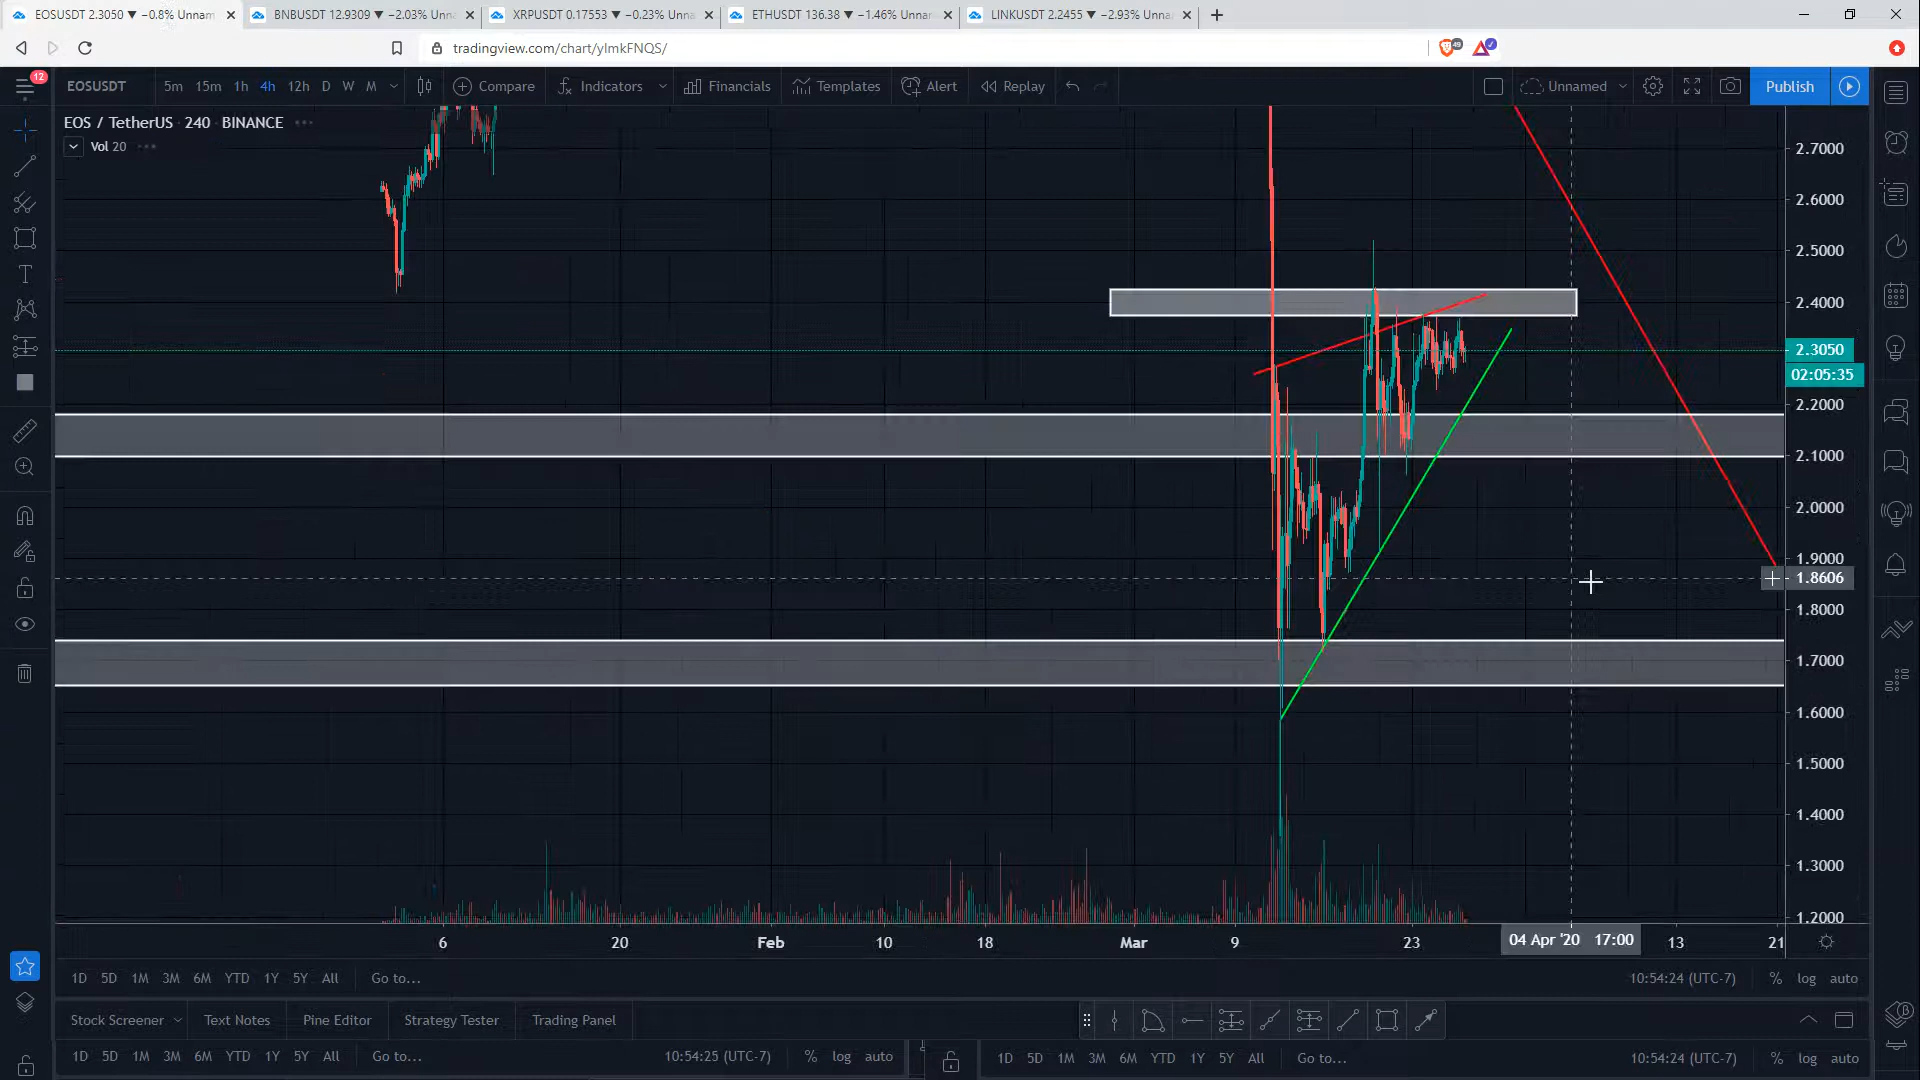 EOSUSDT 2.3050 ▼ −0.8% Unnam
BNBUSDT 12.9309 ▼ −2.03% Unna
XRPUSDT 0.17553 ▼ −0.23% Unna
ETHUSDT 136.38 ▼ −1.46% Unnar
LINKUSDT 2.2455 ▼ −2.93% Unna
tradingview.com/chart/ylmkFNQS/
49
12
EOSUSDT
5m 15m 1h 4h 12h D W M
Compare
Indicators
Financials
Templates
Alert
Replay
Unnamed
Publish
EOS / TetherUS · 240 · BINANCE
Vol 20
2.7000
2.6000
2.5000
2.4000
2.3050
02:05:35
2.2000
2.1000
2.0000
1.9000
1.8606
1.8000
1.7000
1.6000
1.5000
1.4000
1.3000
1.2000
6 20 Feb 10 18 Mar 9 23 04 Apr '20 17:00 13 21
1D 5D 1M 3M 6M YTD 1Y 5Y All Go to...
10:54:24 (UTC-7) % log auto
Stock Screener Text Notes Pine Editor Strategy Tester Trading Panel
1D 5D 1M 3M 6M YTD 1Y 5Y All Go to...
10:54:25 (UTC-7) % log auto
1D 5D 1M 3M 6M YTD 1Y 5Y All Go to...
10:54:24 (UTC-7) % log auto